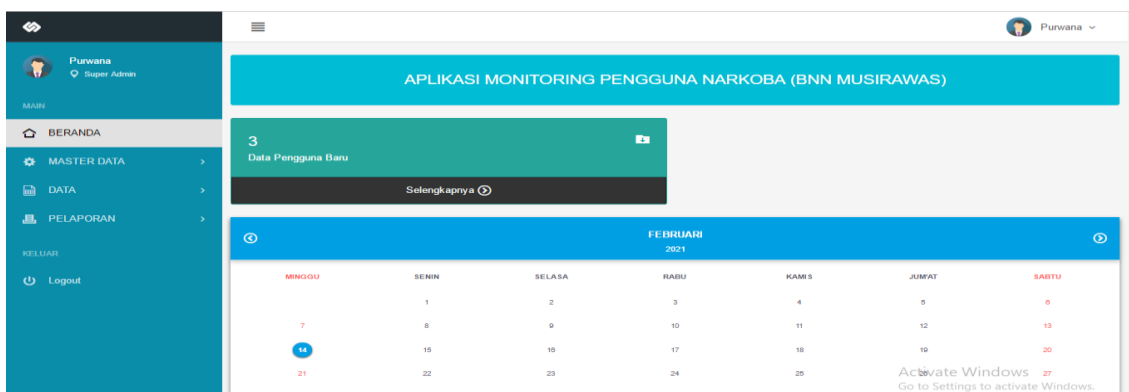 Purwana
Purwana
Super Admin
APLIKASI MONITORING PENGGUNA NARKOBA (BNN MUSIRAWAS)
MAIN
BERANDA
MASTER DATA
DATA
PELAPORAN
KELUAR
Logout
3
Data Pengguna Baru
Selengkapnya
FEBRUARI
2021
MINGGU SENIN SELASA RABU KAMIS JUM'AT SABTU
1 2 3 4 5 6
7 8 9 10 11 12 13
14 15 16 17 18 19 20
21 22 23 24 25 26 27
Activate Windows
Go to Settings to activate Windows.